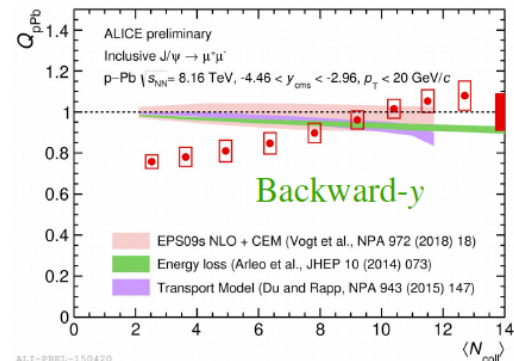 Q_pPb
ALICE preliminary
Inclusive J/ψ → μ⁺μ⁻
p−Pb √s_NN = 8.16 TeV, -4.46 < y_cms < -2.96, p_T < 20 GeV/c
Backward-y
EPS09s NLO + CEM (Vogt et al., NPA 972 (2018) 18)
Energy loss (Arleo et al., JHEP 10 (2014) 073)
Transport Model (Du and Rapp, NPA 943 (2015) 147)
1.4
1.2
1
0.8
0.6
0.4
0.2
0
0 2 4 6 8 10 12 14
⟨N_coll⟩
ALI-PREL-150420